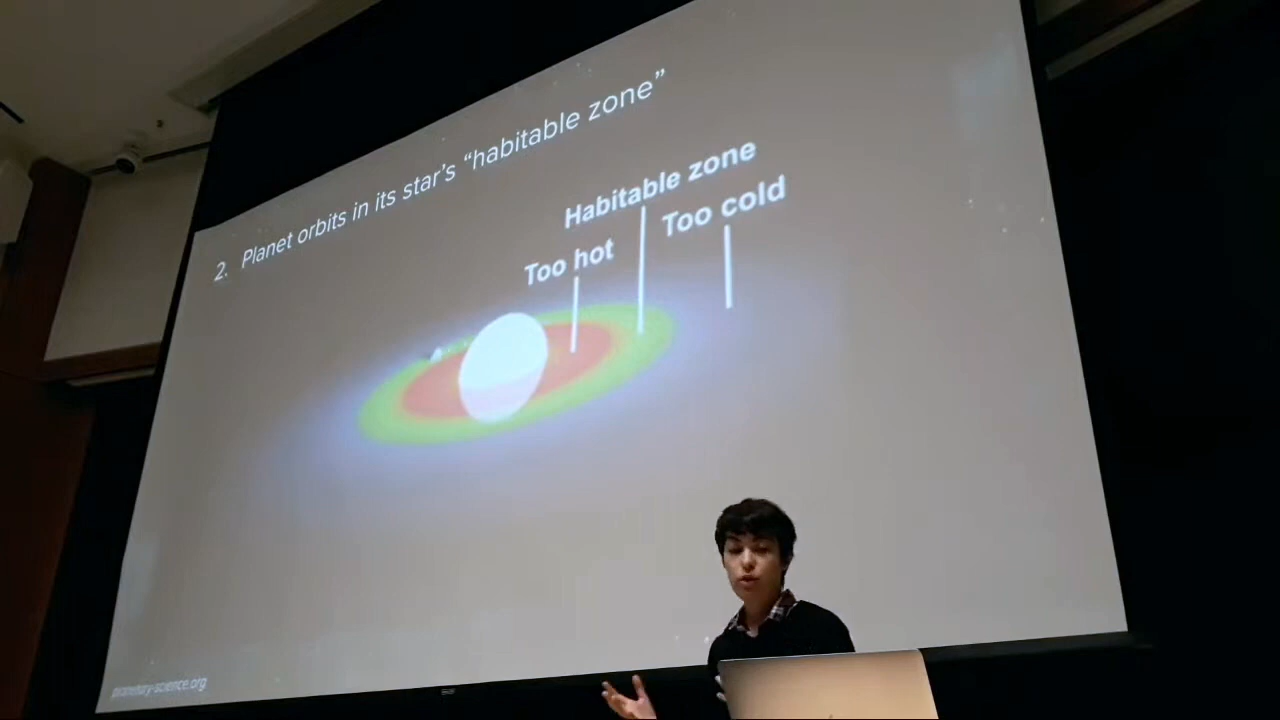 2. Planet orbits in its star's “habitable zone”
Habitable zone
Too hot
Too cold
planetary-science.org